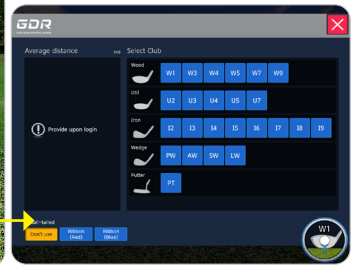 GDR
Average distance
(m)
Select Club
Wood
W1 W3 W4 W5 W7 W9
Util
U2 U3 U4 U5 U7
Iron
I2 I3 I4 I5 I6 I7 I8 I9
Provide upon login
Wedge
PW AW SW LW
Putter
PT
Don't use
Ribbon
(Red)
Ribbon
(Blue)
W1